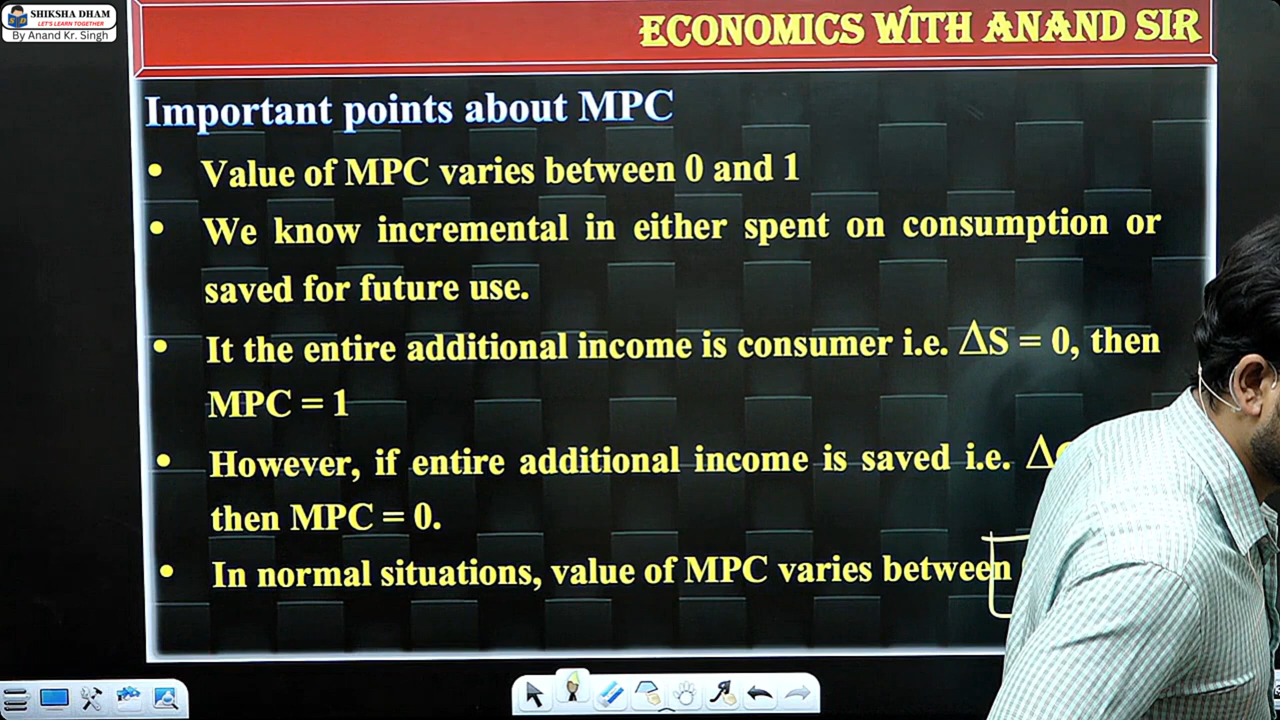 SHIKSHA DHAM
LET'S LEARN TOGETHER
By Anand Kr. Singh
ECONOMICS WITH ANAND SIR
Important points about MPC
• Value of MPC varies between 0 and 1
• We know incremental in either spent on consumption or
saved for future use.
• It the entire additional income is consumer i.e. ΔS = 0, then
MPC = 1
• However, if entire additional income is saved i.e. Δ
then MPC = 0.
• In normal situations, value of MPC varies between